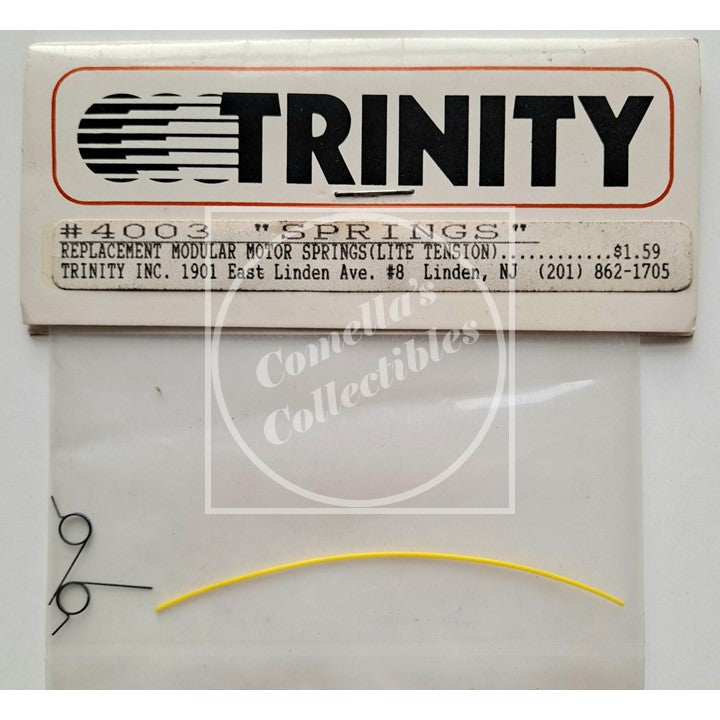 TRINITY
#4003 "SPRINGS"
REPLACEMENT MODULAR MOTOR SPRINGS(LITE TENSION)............$1.59
TRINITY INC. 1901 East Linden Ave. #8 Linden, NJ (201) 862-1705
Comella's
Collectibles